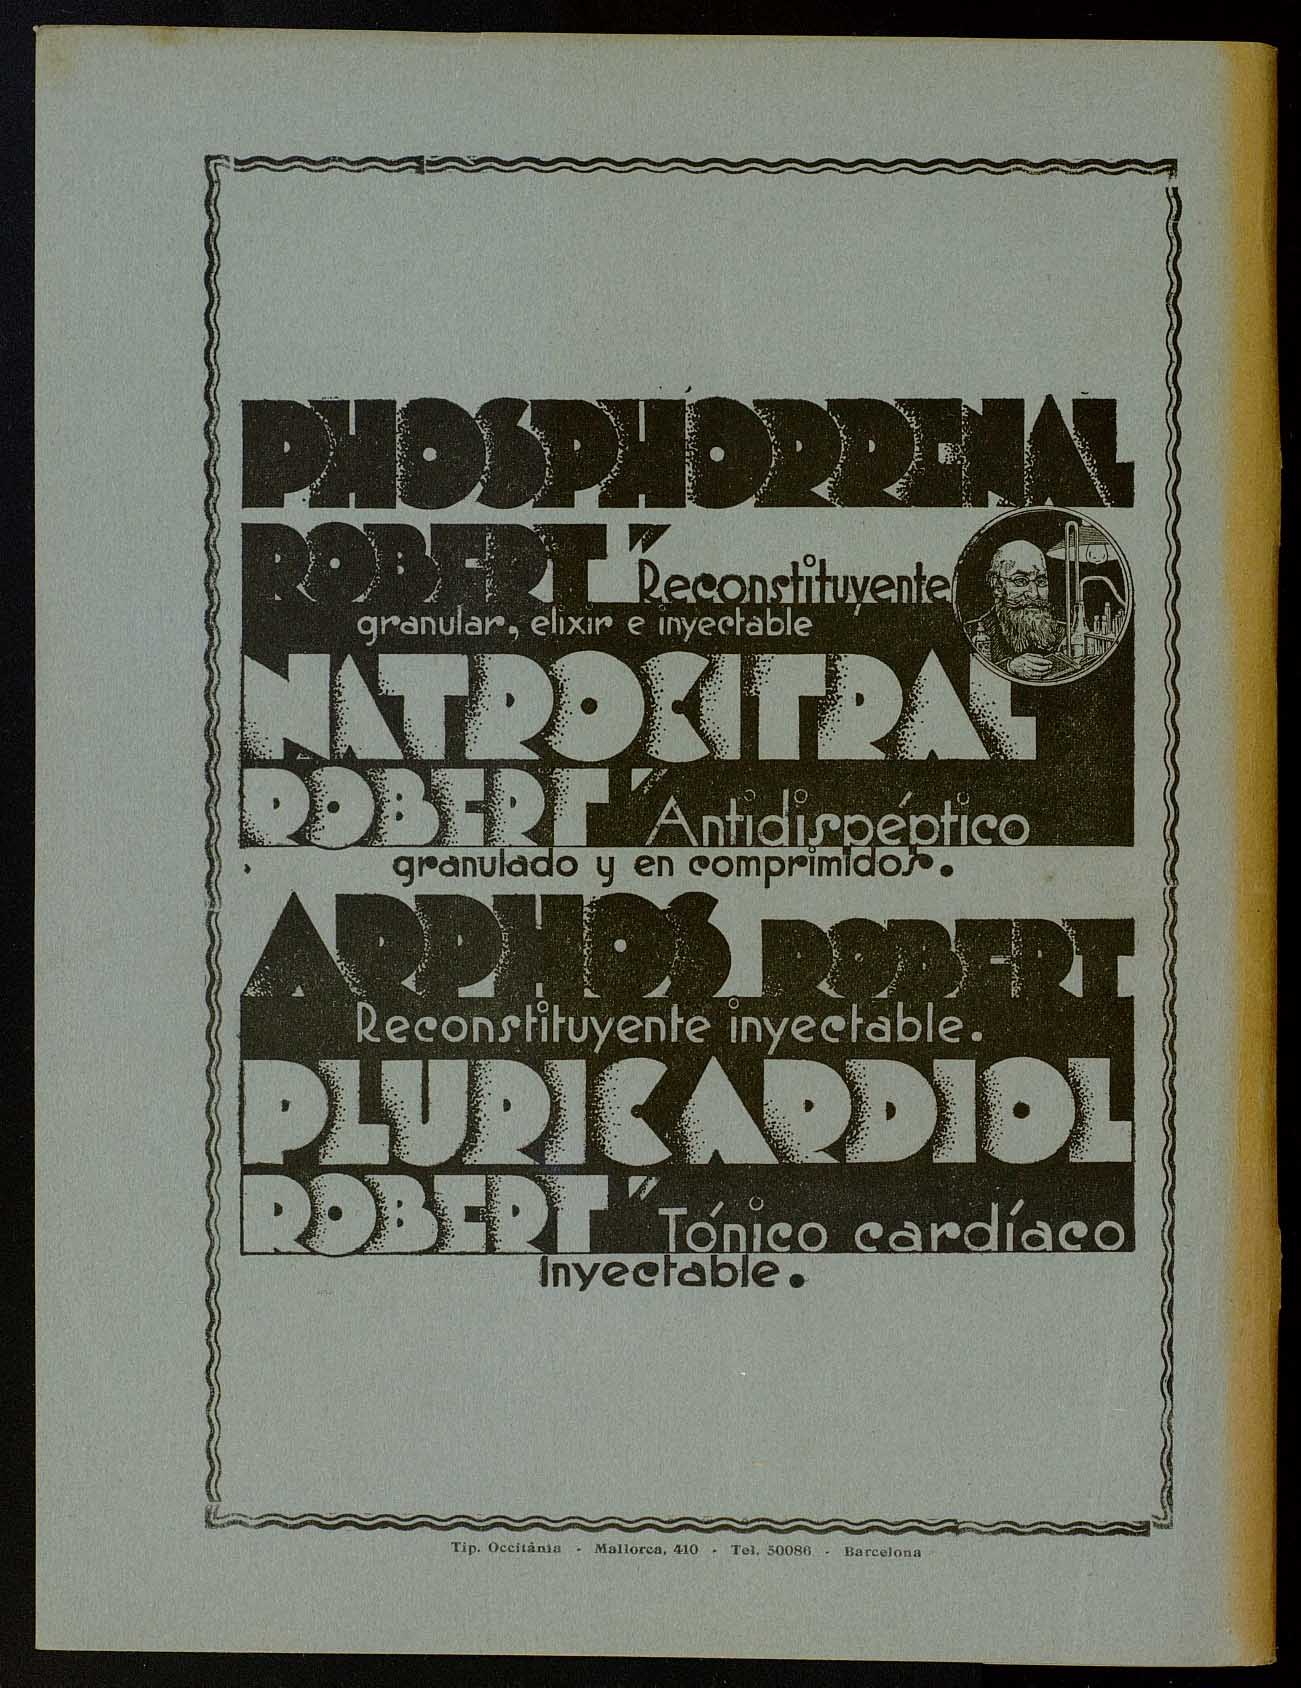 PHOSPHORRENAL
ROBERT " Reconstituyente
granular, elixir e inyectable
NATROCITRAL
ROBERT " Antidispéptico
granulado y en comprimidos.
ARPHOS ROBERT
Reconstituyente inyectable.
PLURICARDIOL
ROBERT " Tónico cardíaco
Inyectable.
Tip. Occitània - Mallorca, 410 - Tel. 50086 - Barcelona